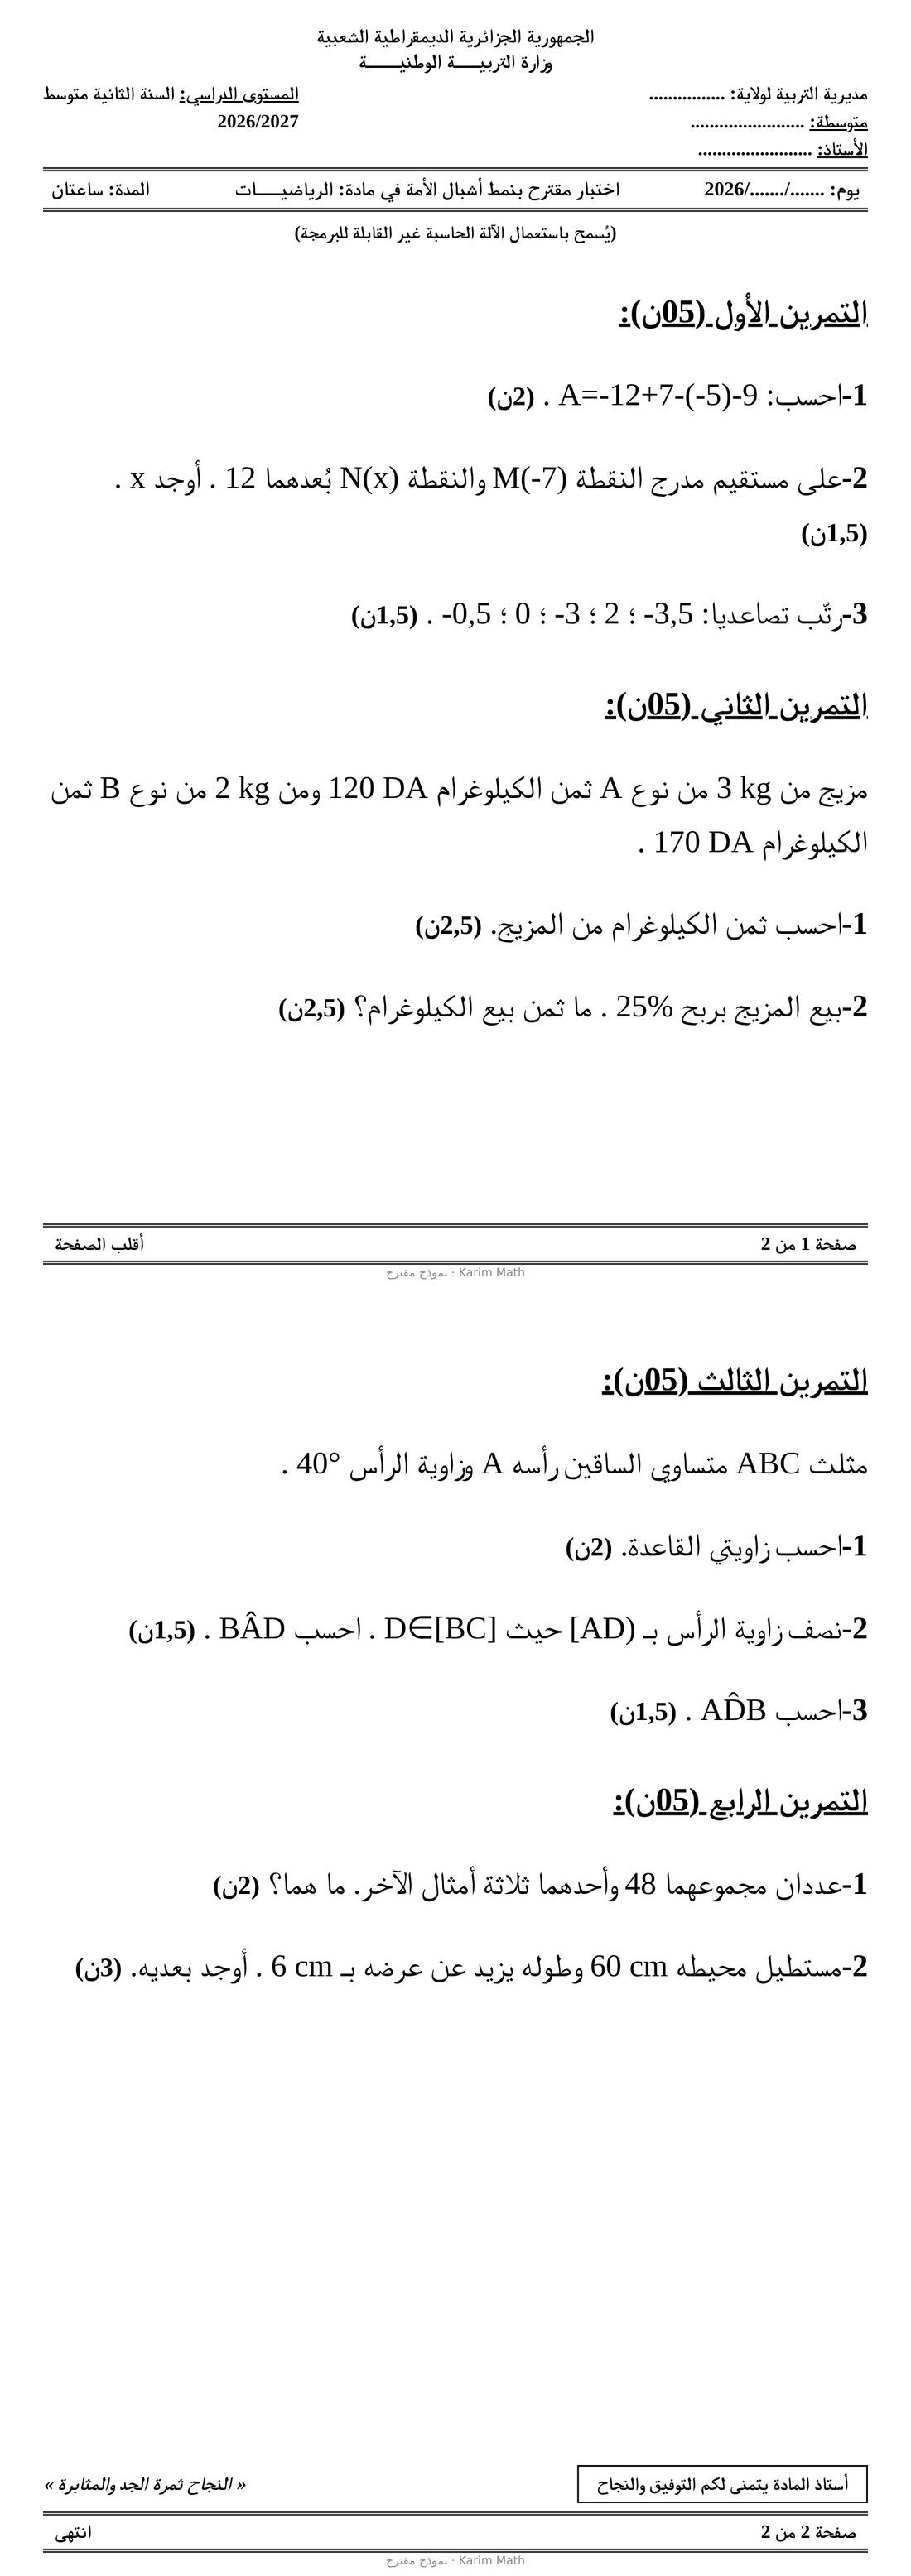 الجمهورية الجزائرية الديمقراطية الشعبية
وزارة التربيـــــة الوطنيـــــــة
مديرية التربية لولاية: ................
المستوى الدراسي: السنة الثانية متوسط
متوسطة: ........................
2026/2027
الأستاذ: ........................
يوم: ......./......./2026
اختبار مقترح بنمط أشبال الأمة في مادة: الرياضيـــــات
المدة: ساعتان
(يُسمح باستعمال الآلة الحاسبة غير القابلة للبرمجة)
التمرين الأول (05ن):
1-احسب: A=-12+7-(-5)-9 . (2ن)
2-على مستقيم مدرج النقطة M(-7) والنقطة N(x) بُعدهما 12 . أوجد x .
(1,5ن)
3-رتّب تصاعديا: -3,5 ؛ 2 ؛ -3 ؛ 0 ؛ -0,5 . (1,5ن)
التمرين الثاني (05ن):
مزيج من 3 kg من نوع A ثمن الكيلوغرام 120 DA ومن 2 kg من نوع B ثمن
الكيلوغرام 170 DA .
1-احسب ثمن الكيلوغرام من المزيج. (2,5ن)
2-بيع المزيج بربح 25% . ما ثمن بيع الكيلوغرام؟ (2,5ن)
صفحة 1 من 2
أقلب الصفحة
Karim Math · نموذج مقترح
التمرين الثالث (05ن):
مثلث ABC متساوي الساقين رأسه A وزاوية الرأس 40° .
1-احسب زاويتي القاعدة. (2ن)
2-نصف زاوية الرأس بـ [AD) حيث D∈[BC] . احسب BÂD . (1,5ن)
3-احسب AD̂B . (1,5ن)
التمرين الرابع (05ن):
1-عددان مجموعهما 48 وأحدهما ثلاثة أمثال الآخر. ما هما؟ (2ن)
2-مستطيل محيطه 60 cm وطوله يزيد عن عرضه بـ 6 cm . أوجد بعديه. (3ن)
أستاذ المادة يتمنى لكم التوفيق والنجاح
« النجاح ثمرة الجد والمثابرة »
صفحة 2 من 2
انتهى
Karim Math · نموذج مقترح